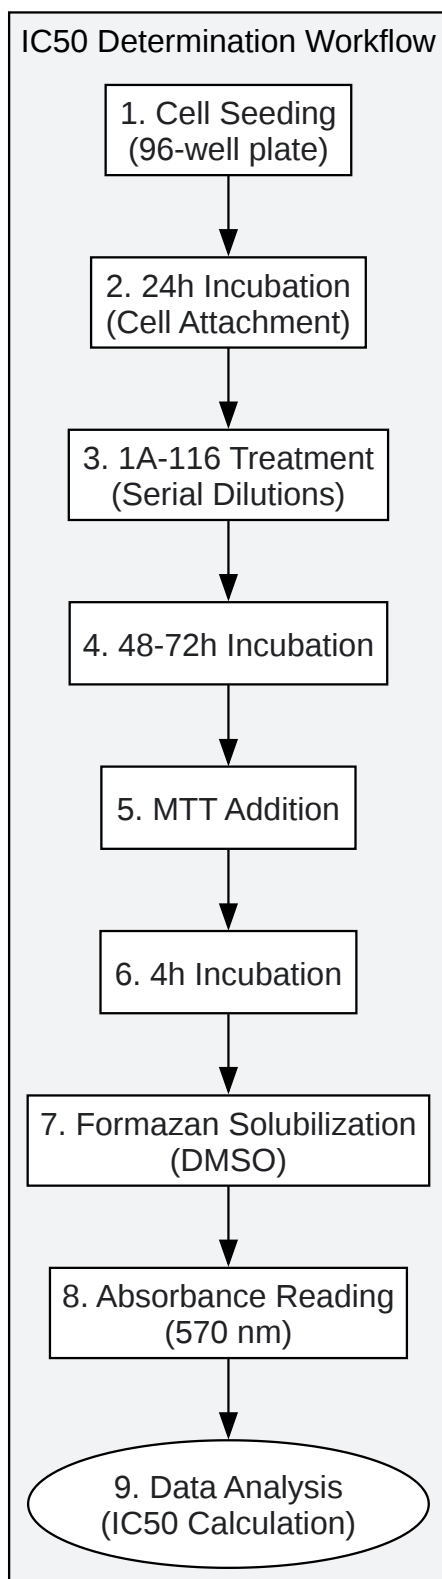 IC50 Determination Workflow
1. Cell Seeding
(96-well plate)
2. 24h Incubation
(Cell Attachment)
3. 1A-116 Treatment
(Serial Dilutions)
4. 48-72h Incubation
5. MTT Addition
6. 4h Incubation
7. Formazan Solubilization
(DMSO)
8. Absorbance Reading
(570 nm)
9. Data Analysis
(IC50 Calculation)